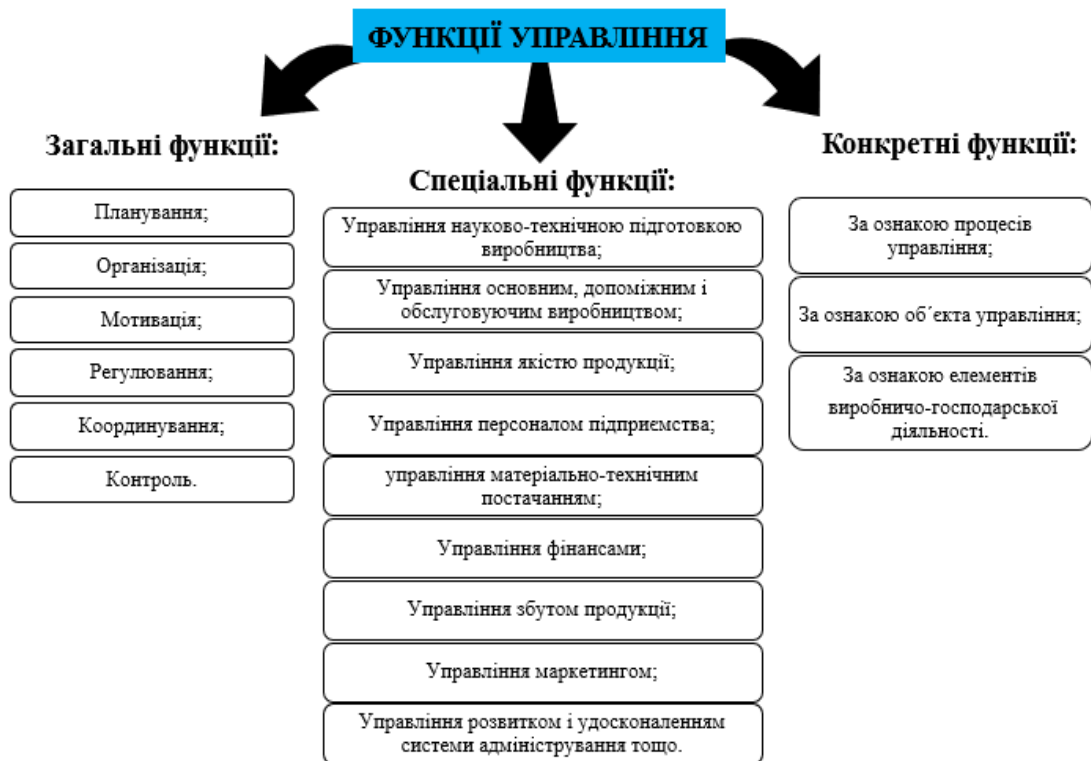 ФУНКЦІЇ УПРАВЛІННЯ
Загальні функції:
Планування;
Організація;
Мотивація;
Регулювання;
Координування;
Контроль.
Спеціальні функції:
Управління науково-технічною підготовкою
виробництва;
Управління основним, допоміжним і
обслуговуючим виробництвом;
Управління якістю продукції;
Управління персоналом підприємства;
управління матеріально-технічним
постачанням;
Управління фінансами;
Управління збутом продукції;
Управління маркетингом;
Управління розвитком і удосконаленням
системи адміністрування тощо.
Конкретні функції:
За ознакою процесів
управління;
За ознакою об´єкта управління;
За ознакою елементів
виробничо-господарської
діяльності.